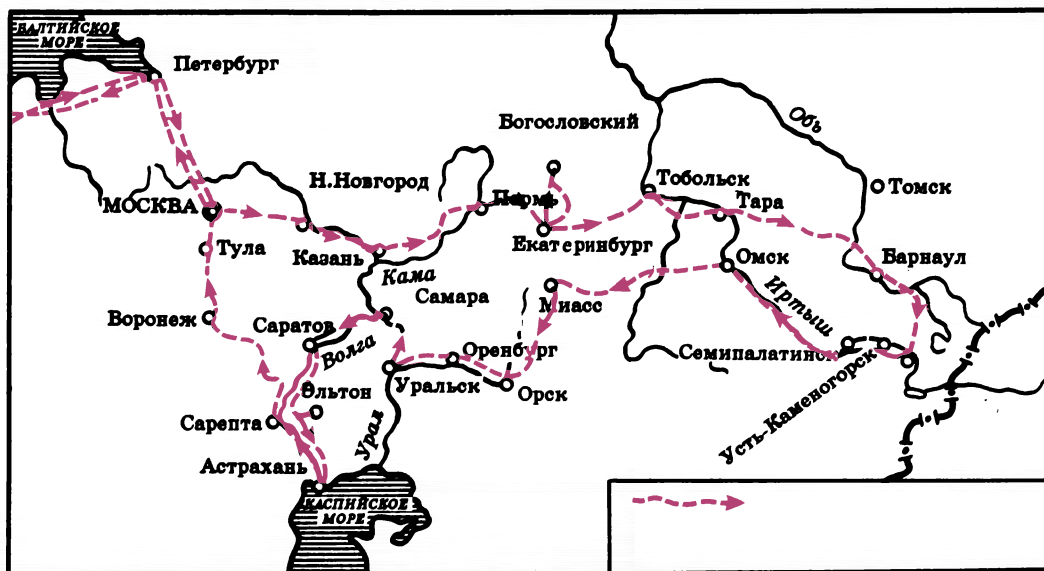 БАЛТИЙСКОЕ
МОРЕ
Петербург
Богословский
Обь
Н.Новгород
Пермь
Тобольск
Томск
МОСКВА
Тара
Тула
Казань
Екатеринбург
Кама
Омск
Барнаул
Самара
Миасс
Иртыш
Воронеж
Саратов
Волга
Оренбург
Семипалатинск
Уральск
Орск
Усть-Каменогорск
Эльтон
Сарепта
Урал
Астрахань
КАСПИЙСКОЕ
МОРЕ